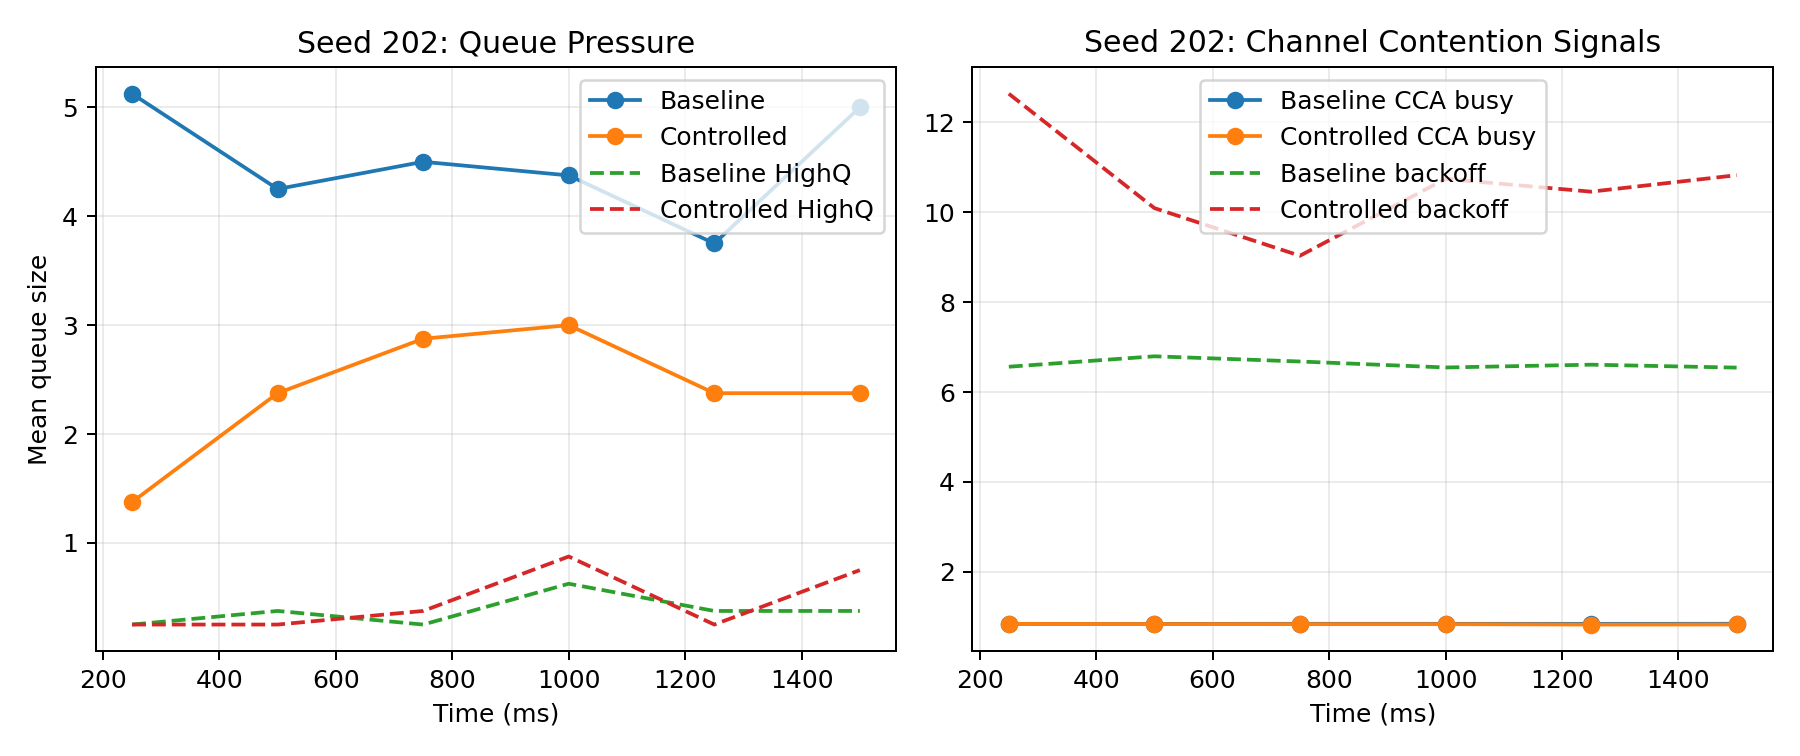 Seed 202: Queue Pressure
5
4
3
2
1
Mean queue size
200 400 600 800 1000 1200 1400
Time (ms)
Baseline
Controlled
Baseline HighQ
Controlled HighQ
Seed 202: Channel Contention Signals
12
10
8
6
4
2
200 400 600 800 1000 1200 1400
Time (ms)
Baseline CCA busy
Controlled CCA busy
Baseline backoff
Controlled backoff